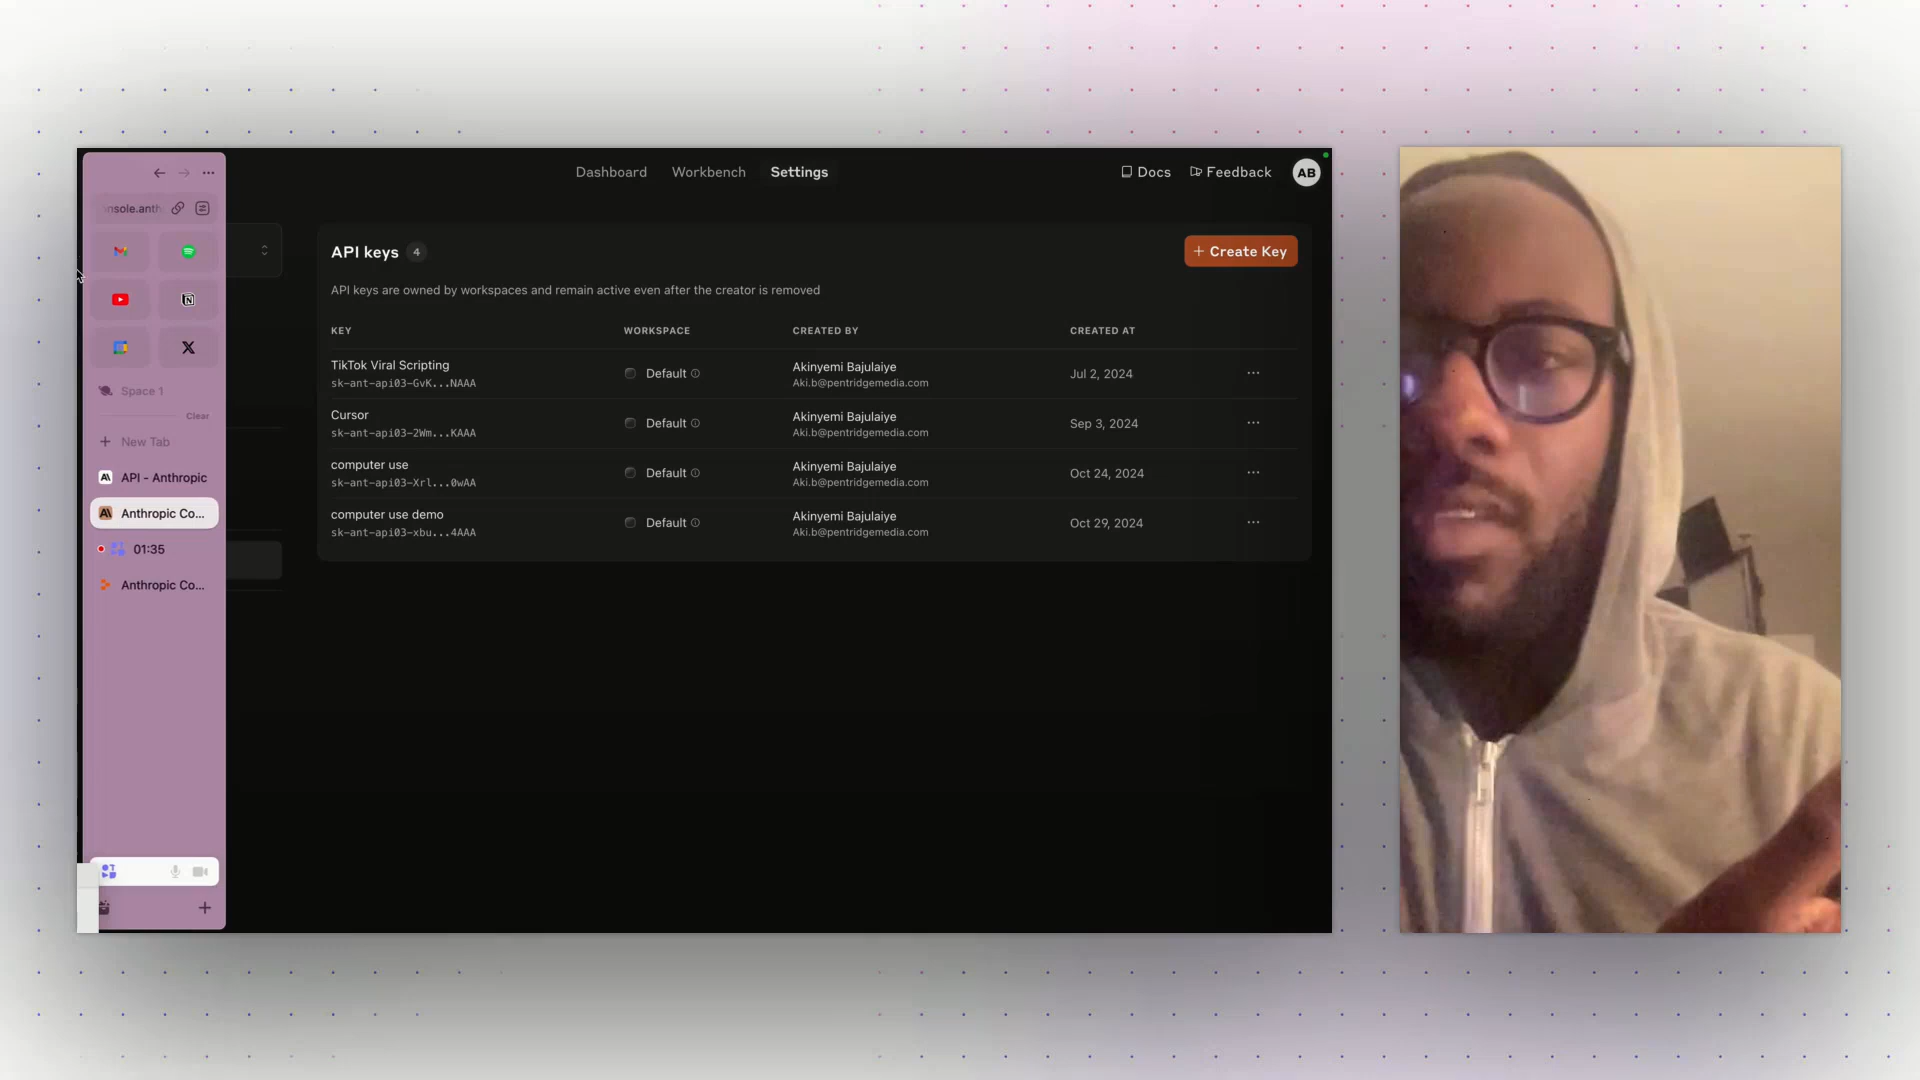 Dashboard Workbench Settings
Docs Feedback AB
nsole.anth
API keys 4
+ Create Key
API keys are owned by workspaces and remain active even after the creator is removed
KEY WORKSPACE CREATED BY CREATED AT
TikTok Viral Scripting
sk-ant-api03-GvK...NAAA
Default
Akinyemi Bajulaiye
Aki.b@pentridgemedia.com
Jul 2, 2024
Cursor
sk-ant-api03-2Wm...KAAA
Default
Akinyemi Bajulaiye
Aki.b@pentridgemedia.com
Sep 3, 2024
computer use
sk-ant-api03-Xrl...0wAA
Default
Akinyemi Bajulaiye
Aki.b@pentridgemedia.com
Oct 24, 2024
computer use demo
sk-ant-api03-xbu...4AAA
Default
Akinyemi Bajulaiye
Aki.b@pentridgemedia.com
Oct 29, 2024
Space 1
Clear
+ New Tab
API - Anthropic
Anthropic Co...
01:35
Anthropic Co...